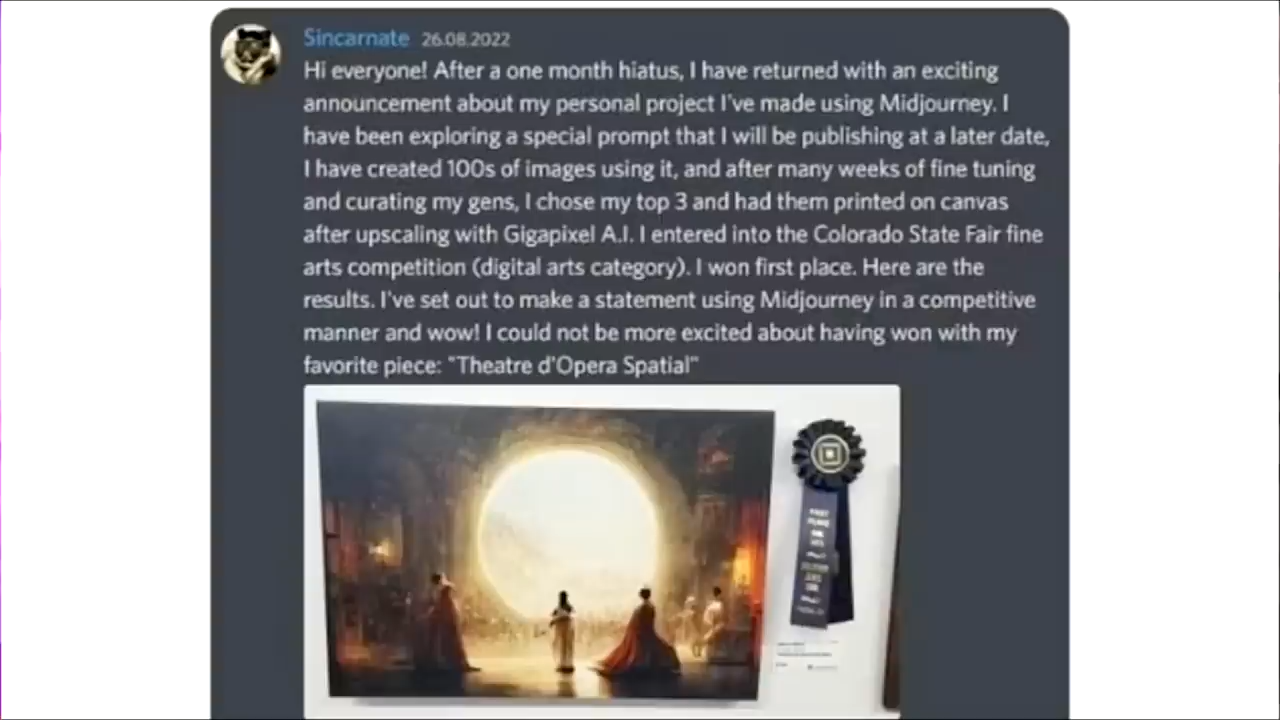 Sincarnate 26.08.2022
Hi everyone! After a one month hiatus, I have returned with an exciting
announcement about my personal project I've made using Midjourney. I
have been exploring a special prompt that I will be publishing at a later date,
I have created 100s of images using it, and after many weeks of fine tuning
and curating my gens, I chose my top 3 and had them printed on canvas
after upscaling with Gigapixel A.I. I entered into the Colorado State Fair fine
arts competition (digital arts category). I won first place. Here are the
results. I've set out to make a statement using Midjourney in a competitive
manner and wow! I could not be more excited about having won with my
favorite piece: "Theatre d'Opera Spatial"